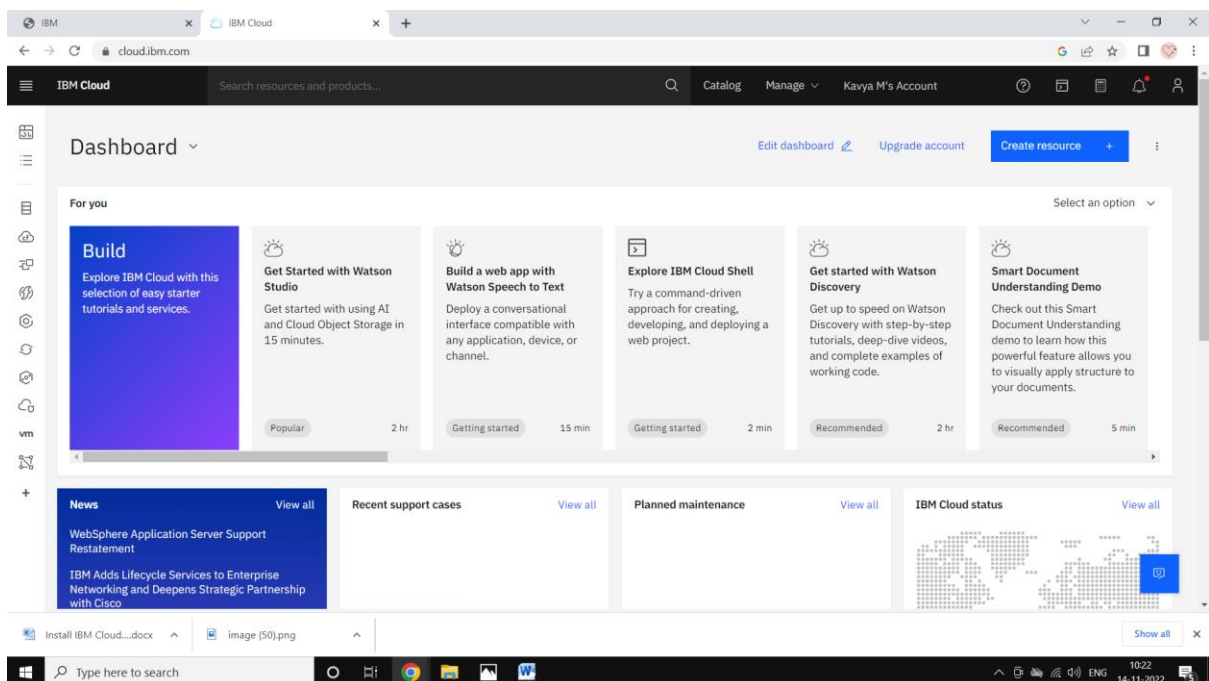 IBM
IBM Cloud
cloud.ibm.com
IBM Cloud
Search resources and products...
Catalog
Manage
Kavya M's Account
Dashboard
Edit dashboard
Upgrade account
Create resource +
For you
Select an option
Build
Explore IBM Cloud with this
selection of easy starter
tutorials and services.
Get Started with Watson
Studio
Get started with using AI
and Cloud Object Storage in
15 minutes.
Popular
2 hr
Build a web app with
Watson Speech to Text
Deploy a conversational
interface compatible with
any application, device, or
channel.
Getting started
15 min
Explore IBM Cloud Shell
Try a command-driven
approach for creating,
developing, and deploying a
web project.
Getting started
2 min
Get started with Watson
Discovery
Get up to speed on Watson
Discovery with step-by-step
tutorials, deep-dive videos,
and complete examples of
working code.
Recommended
2 hr
Smart Document
Understanding Demo
Check out this Smart
Document Understanding
demo to learn how this
powerful feature allows you
to visually apply structure to
your documents.
Recommended
5 min
vm
News
View all
WebSphere Application Server Support
Restatement
IBM Adds Lifecycle Services to Enterprise
Networking and Deepens Strategic Partnership
with Cisco
Recent support cases
View all
Planned maintenance
View all
IBM Cloud status
View all
Install IBM Cloud....docx
image (50).png
Show all
Type here to search
ENG
10:22
14-11-2022